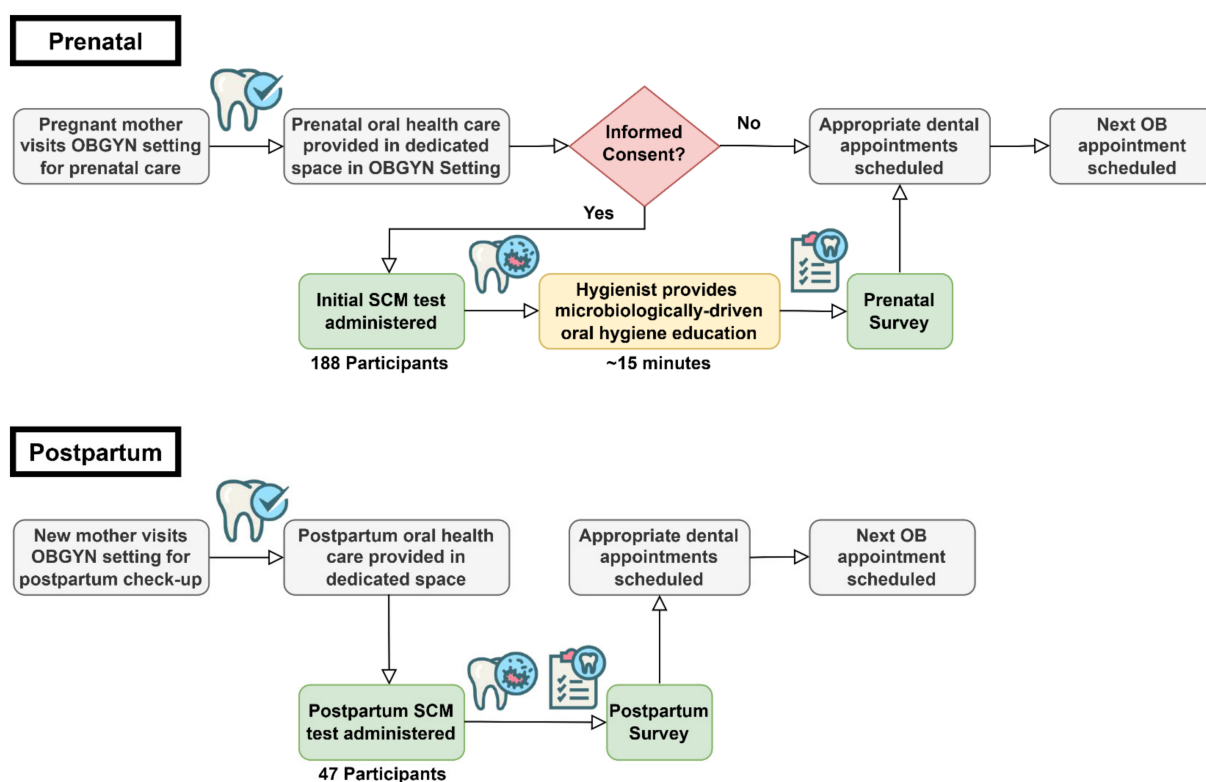 Prenatal
Pregnant mother
visits OBGYN setting
for prenatal care
Prenatal oral health care
provided in dedicated
space in OBGYN Setting
Informed
Consent?
No
Appropriate dental
appointments
scheduled
Next OB
appointment
scheduled
Yes
Initial SCM test
administered
188 Participants
Hygienist provides
microbiologically-driven
oral hygiene education
~15 minutes
Prenatal
Survey
Postpartum
New mother visits
OBGYN setting for
postpartum check-up
Postpartum oral health
care provided in
dedicated space
Appropriate dental
appointments
scheduled
Next OB
appointment
scheduled
Postpartum SCM
test administered
47 Participants
Postpartum
Survey